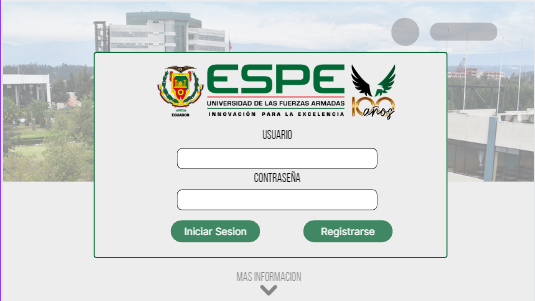 ESPE
UNIVERSIDAD DE LAS FUERZAS ARMADAS
INNOVACIÓN PARA LA EXCELENCIA
ECUADOR
100 años
USUARIO
CONTRASEÑA
Iniciar Sesion
Registrarse
MAS INFORMACION